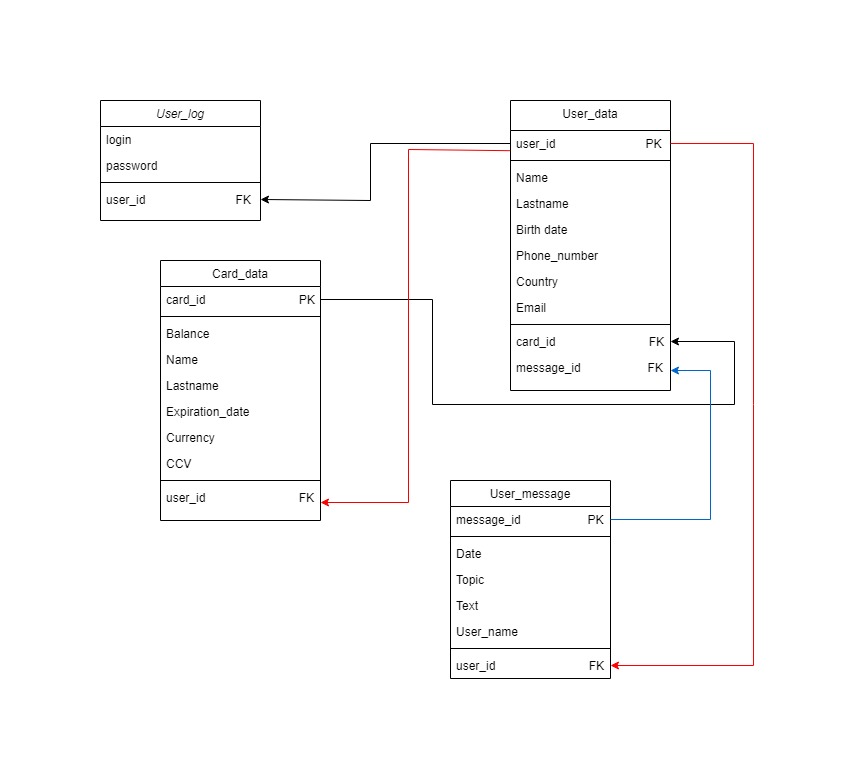 User_log
login
password
user_id FK
User_data
user_id PK
Name
Lastname
Birth date
Phone_number
Country
Email
card_id FK
message_id FK
Card_data
card_id PK
Balance
Name
Lastname
Expiration_date
Currency
CCV
user_id FK
User_message
message_id PK
Date
Topic
Text
User_name
user_id FK